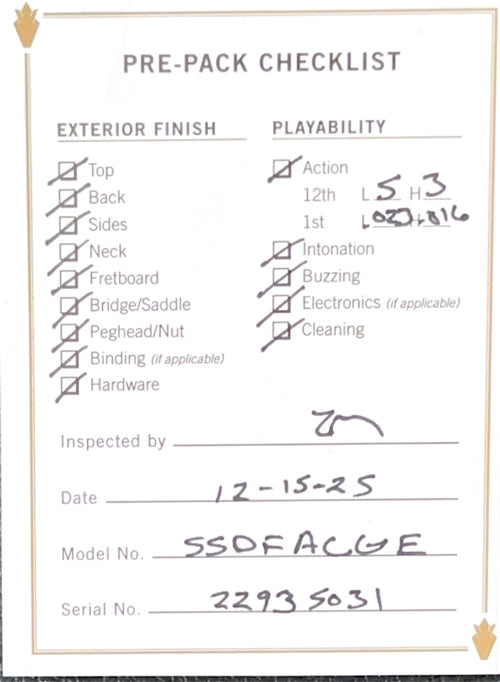 PRE-PACK CHECKLIST
EXTERIOR FINISH
Top
Back
Sides
Neck
Fretboard
Bridge/Saddle
Peghead/Nut
Binding (if applicable)
Hardware
PLAYABILITY
Action
12th L 5 H 3
1st L H
Intonation
Buzzing
Electronics (if applicable)
Cleaning
Inspected by
Date 12-15-25
Model No. SSDFACGE
Serial No. 22935031